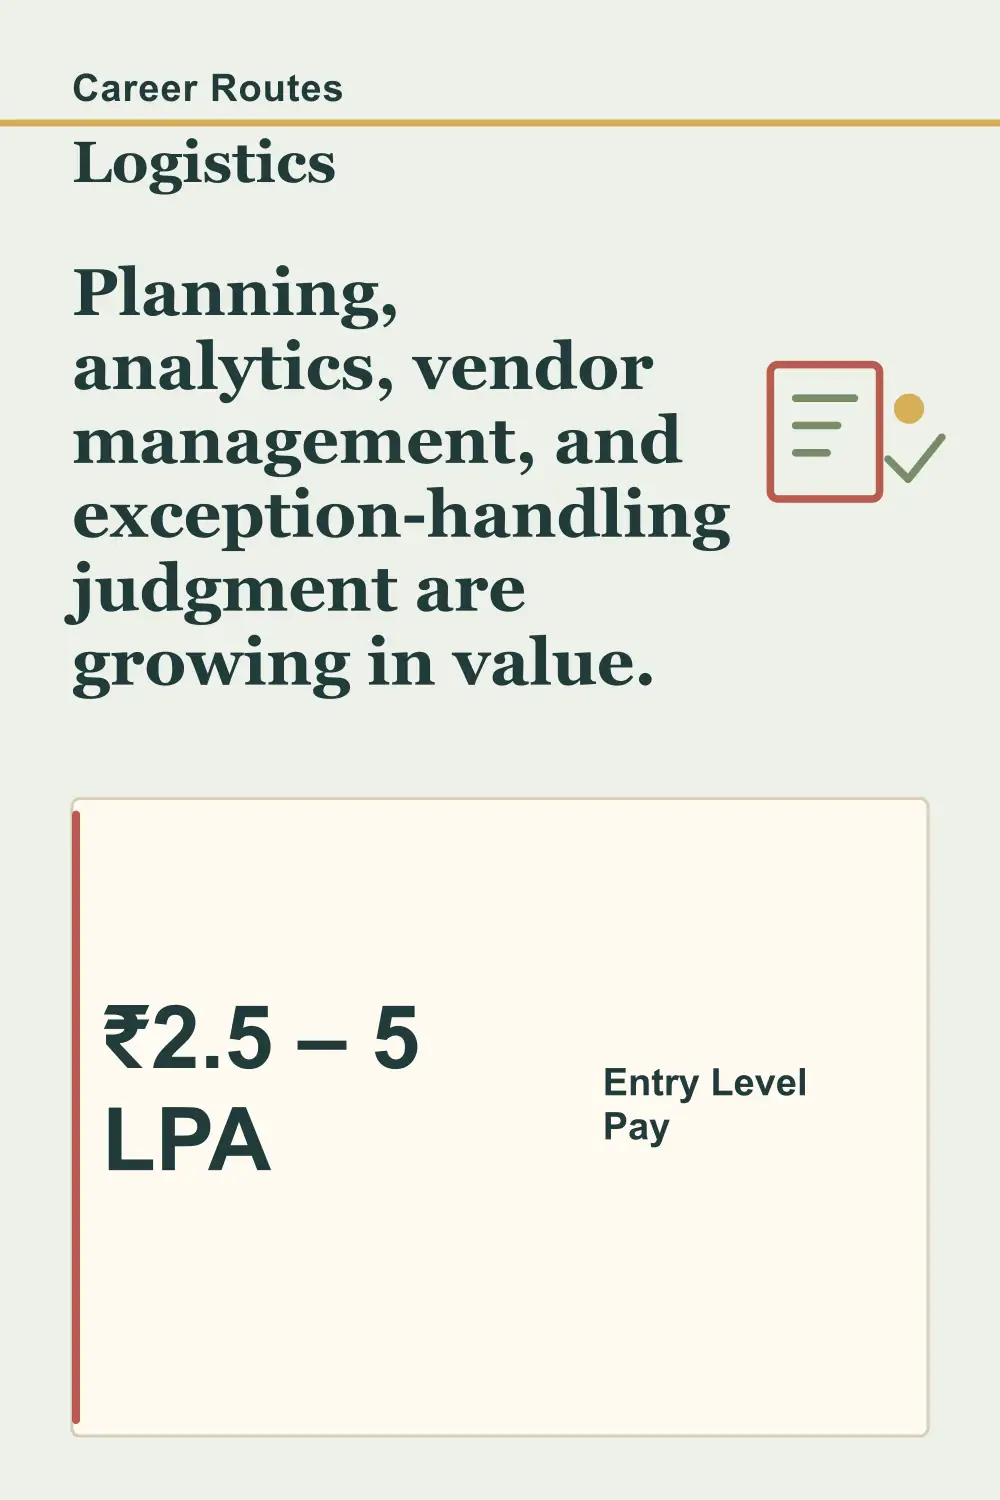 Career Routes
Logistics
Planning,
analytics, vendor
management, and
exception-handling
judgment are
growing in value.
₹2.5 – 5
LPA
Entry Level
Pay